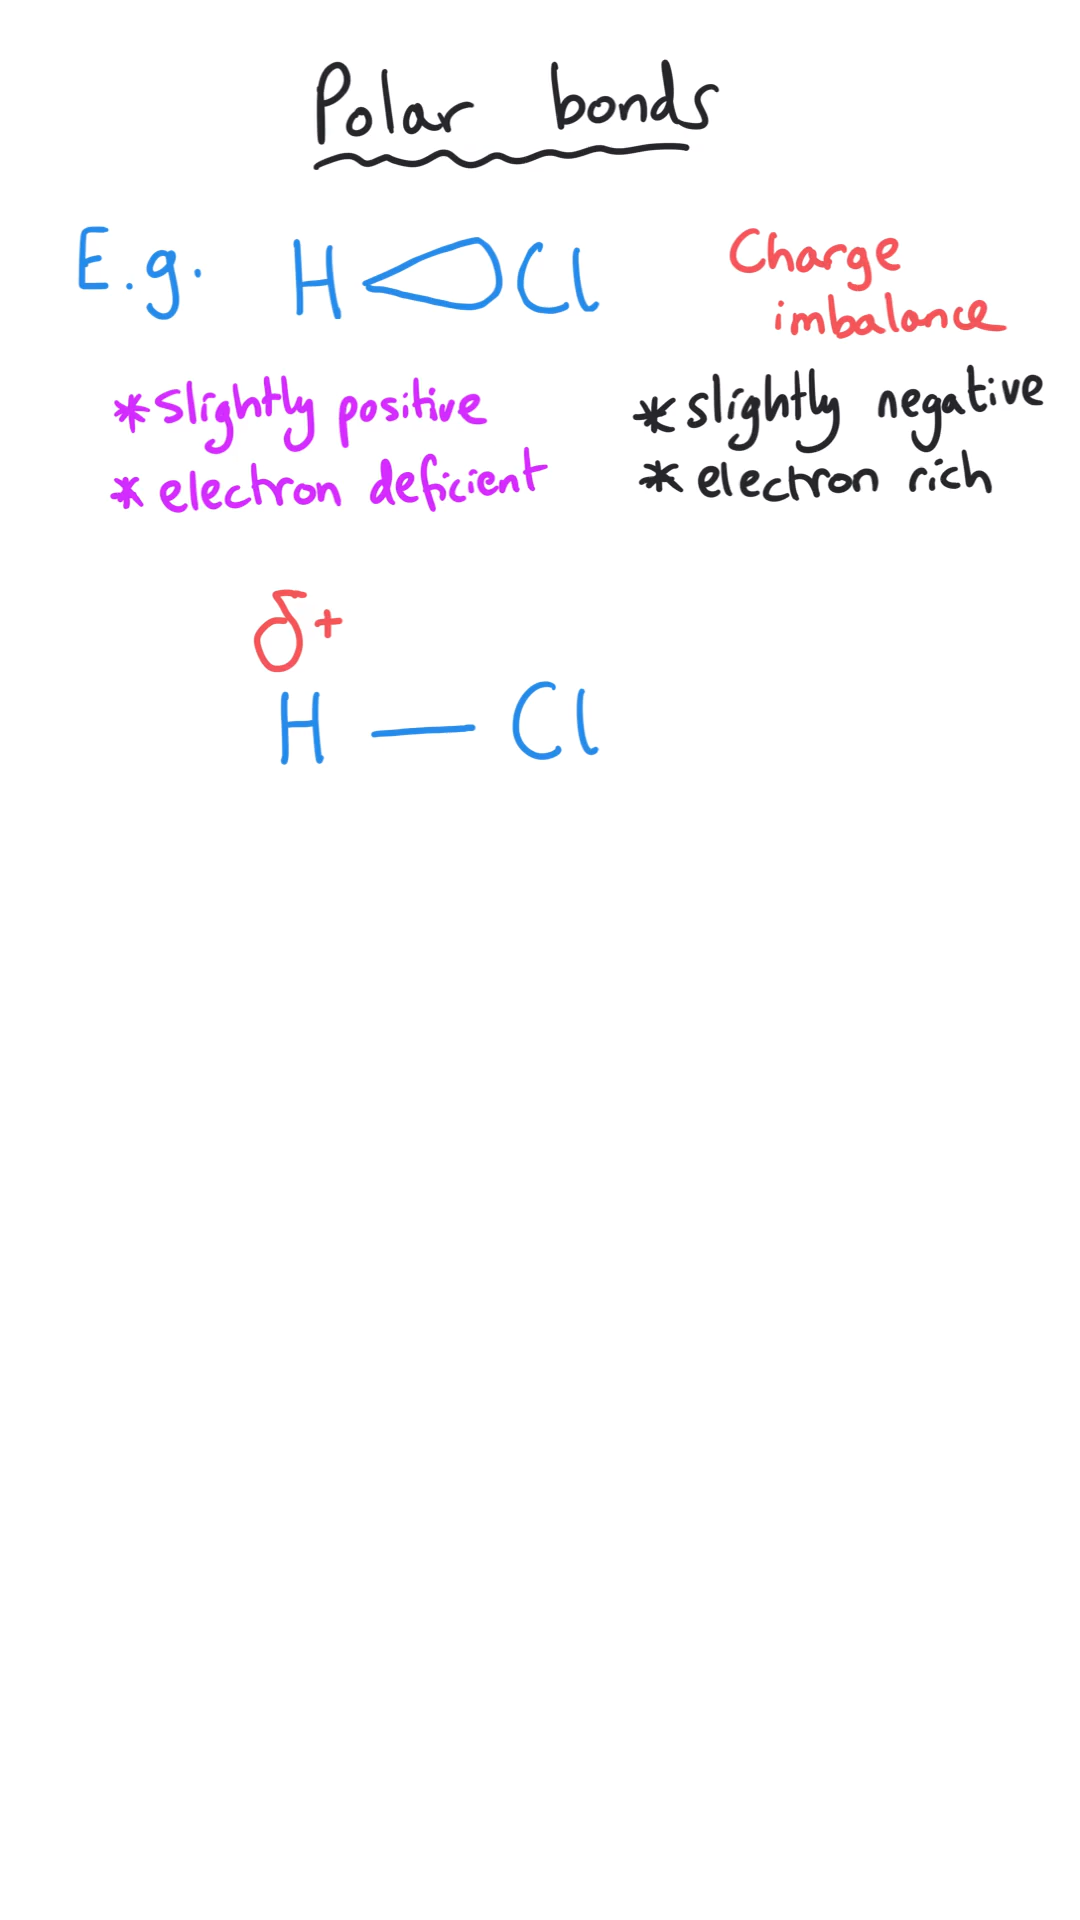 Polar bonds
E.g. H Cl
Charge
imbalance
*slightly positive
*slightly negative
* electron deficient
* electron rich
δ+
H — Cl